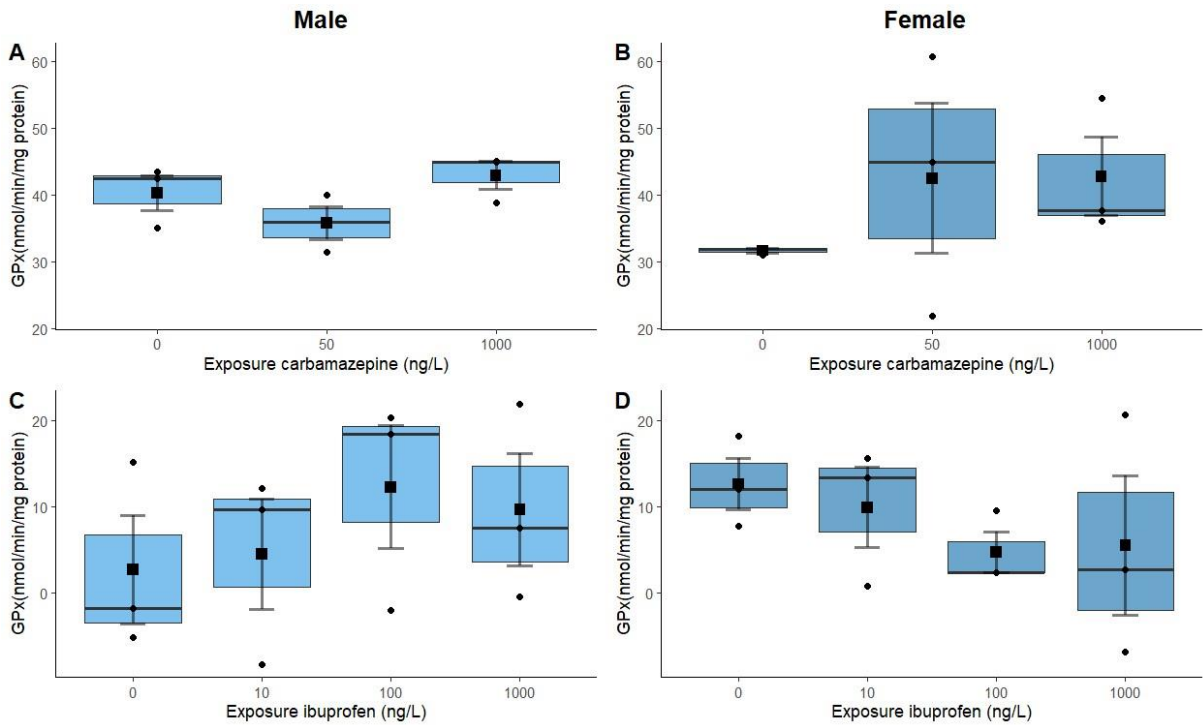 Male
Female
A
B
GPx(nmol/min/mg protein)
60
50
40
30
20
0
50
1000
Exposure carbamazepine (ng/L)
GPx(nmol/min/mg protein)
60
50
40
30
20
0
50
1000
Exposure carbamazepine (ng/L)
C
D
GPx(nmol/min/mg protein)
20
10
0
0
10
100
1000
Exposure ibuprofen (ng/L)
GPx(nmol/min/mg protein)
20
10
0
0
10
100
1000
Exposure ibuprofen (ng/L)